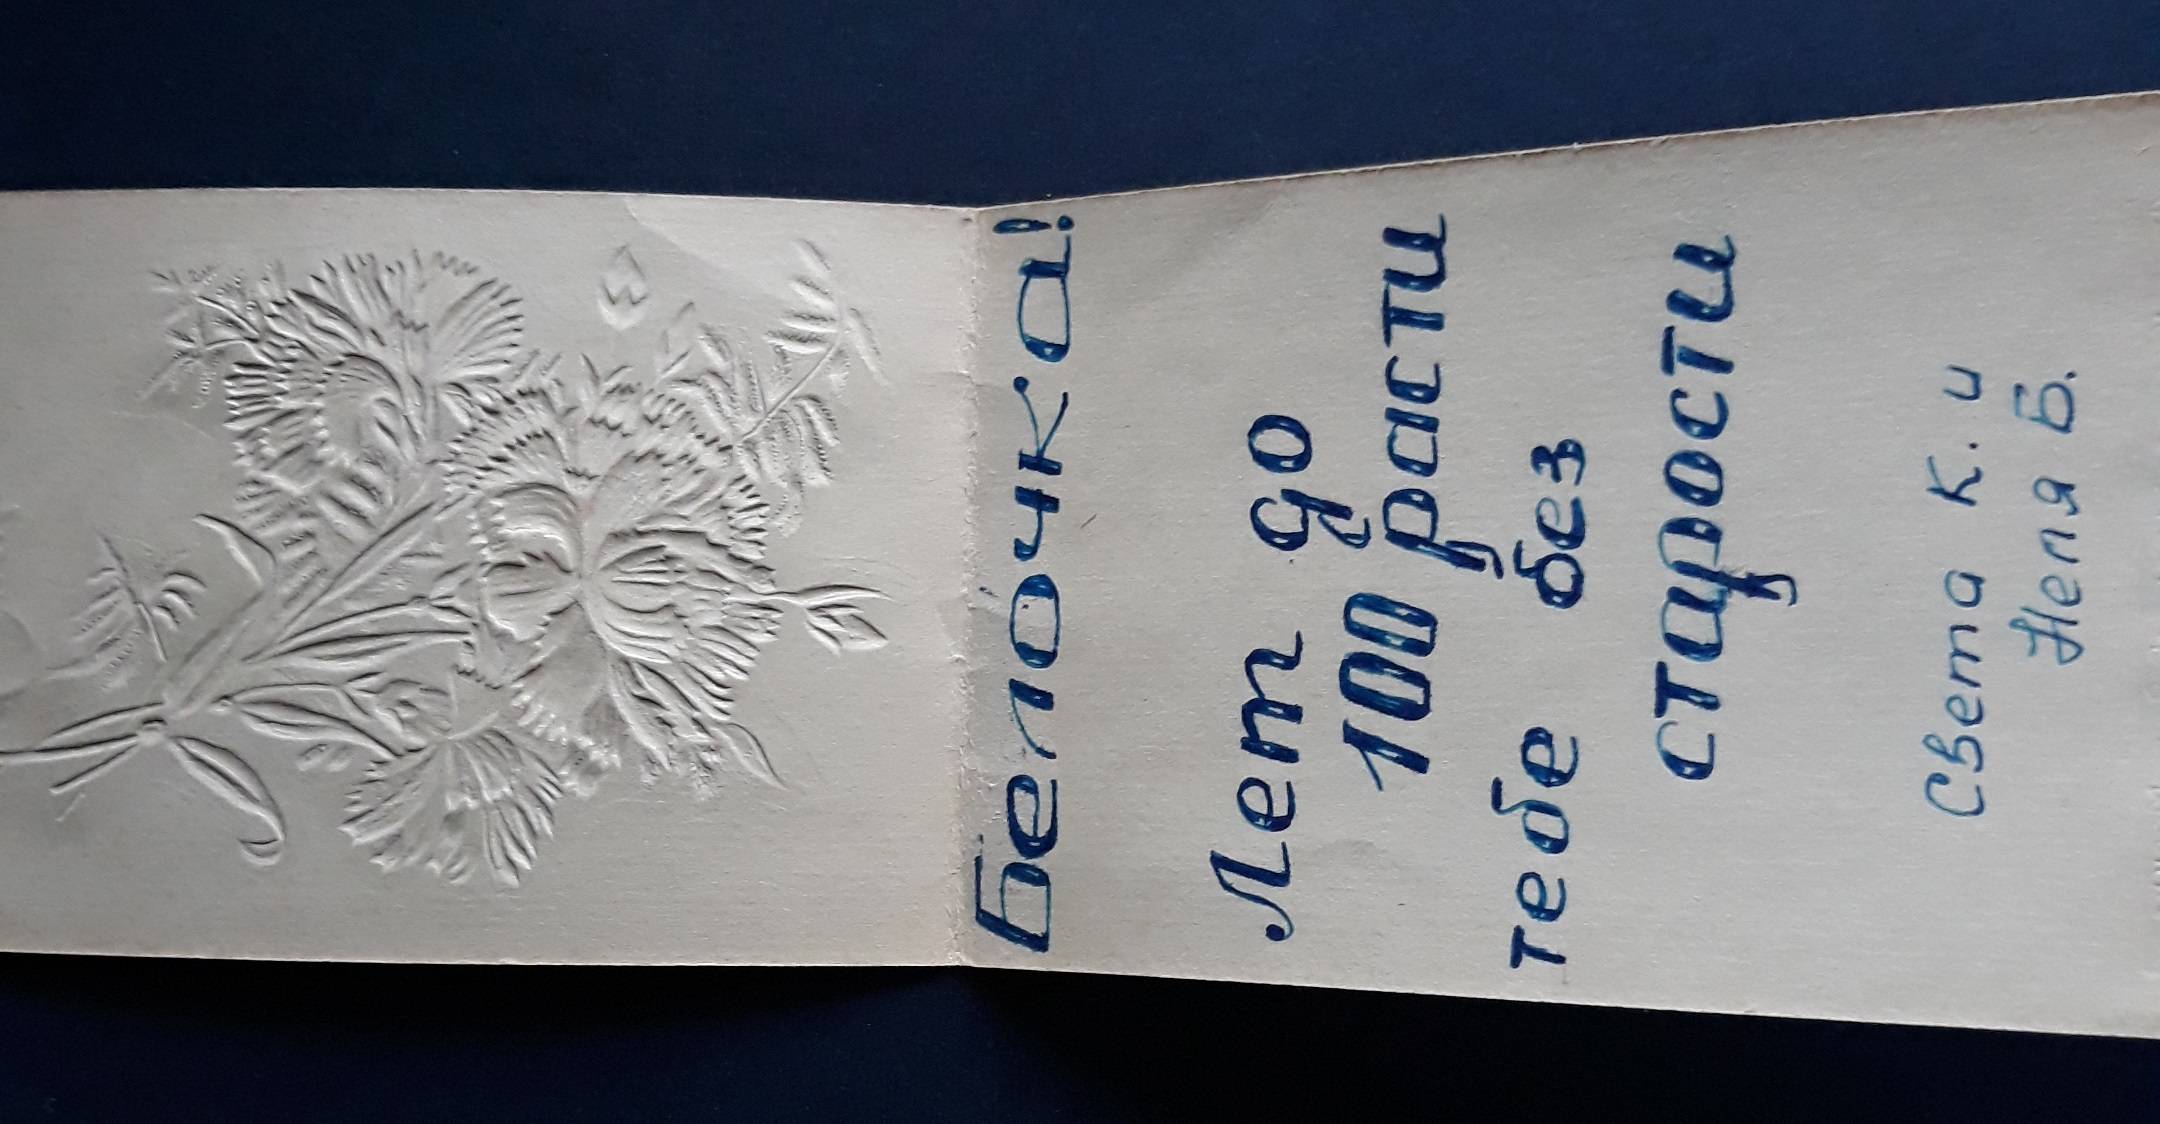 Белочка!
Лет до
100 расти
тебе без
старости
Света К. и
Неля Б.